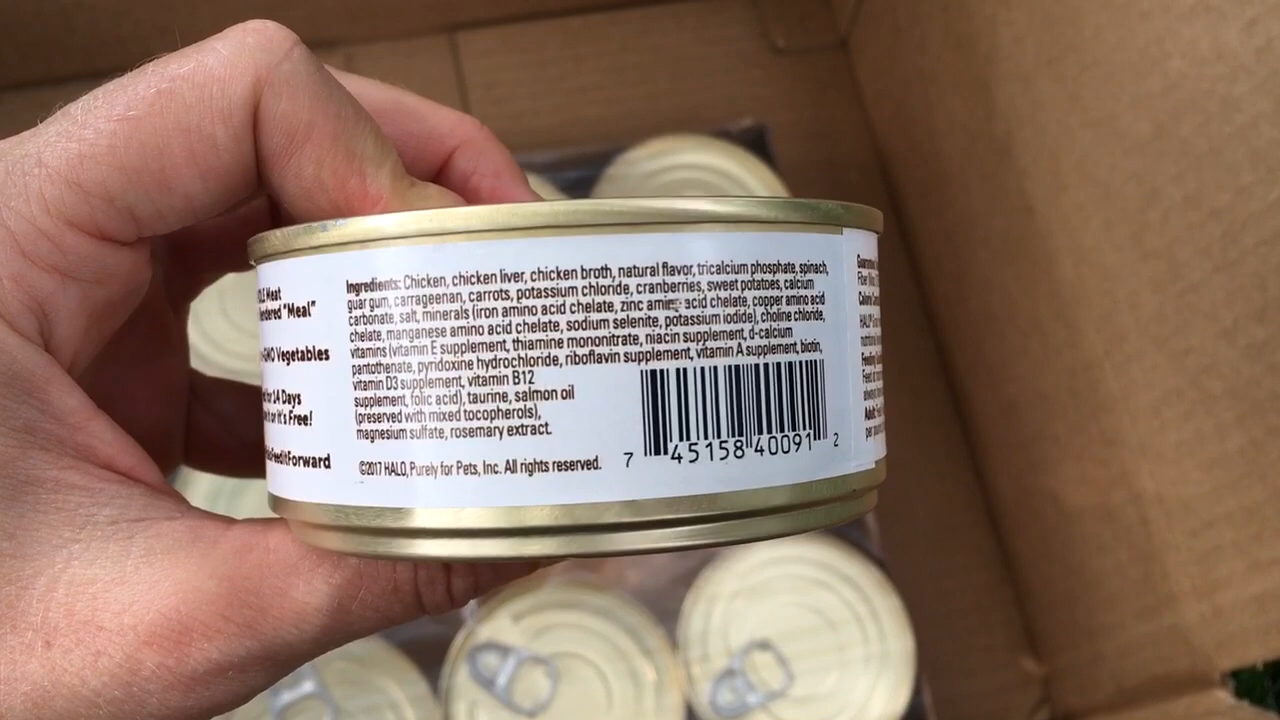 Meat
"Meal"
Vegetables
14 Days
it or it's Free!
FeeditForward
Ingredients: Chicken, chicken liver, chicken broth, natural flavor, tricalcium phosphate, spinach,
guar gum, carrageenan, carrots, potassium chloride, cranberries, sweet potatoes, calcium
carbonate, salt, minerals (iron amino acid chelate, zinc amino acid chelate, copper amino acid
chelate, manganese amino acid chelate, sodium selenite, potassium iodide), choline chloride,
vitamins (vitamin E supplement, thiamine mononitrate, niacin supplement, d-calcium
pantothenate, pyridoxine hydrochloride, riboflavin supplement, vitamin A supplement, biotin,
vitamin D3 supplement, vitamin B12
supplement, folic acid), taurine, salmon oil
(preserved with mixed tocopherols),
magnesium sulfate, rosemary extract.
©2017 HALO, Purely for Pets, Inc. All rights reserved.
7 45158 40091 2
HALO